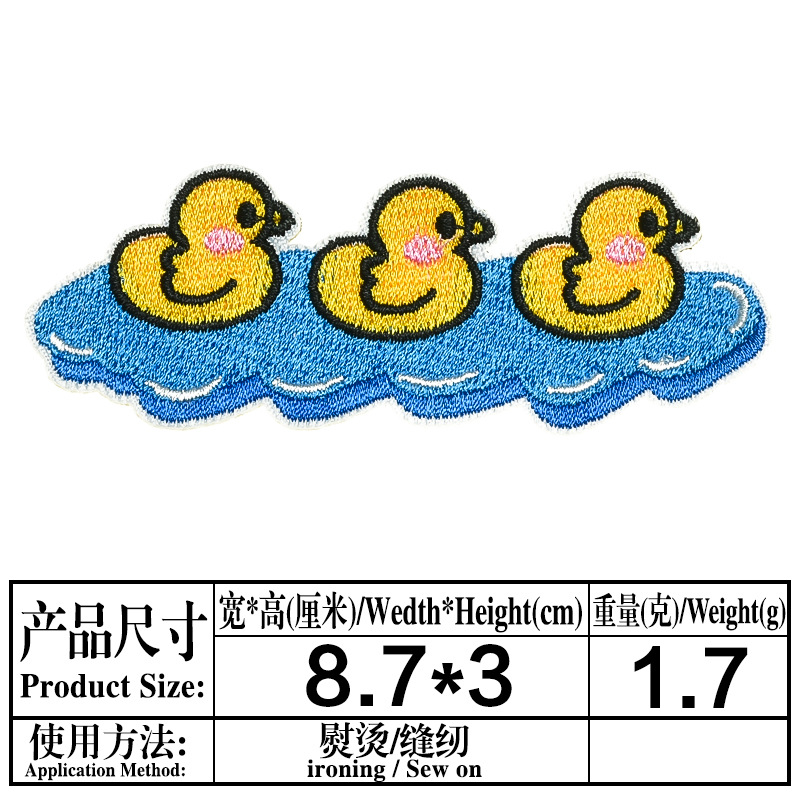 产品尺寸
Product Size:
宽*高(厘米)/Wedth*Height(cm)
重量(克)/Weight(g)
8.7*3
1.7
使用方法:
Application Method:
熨烫/缝纫
ironing / Sew on